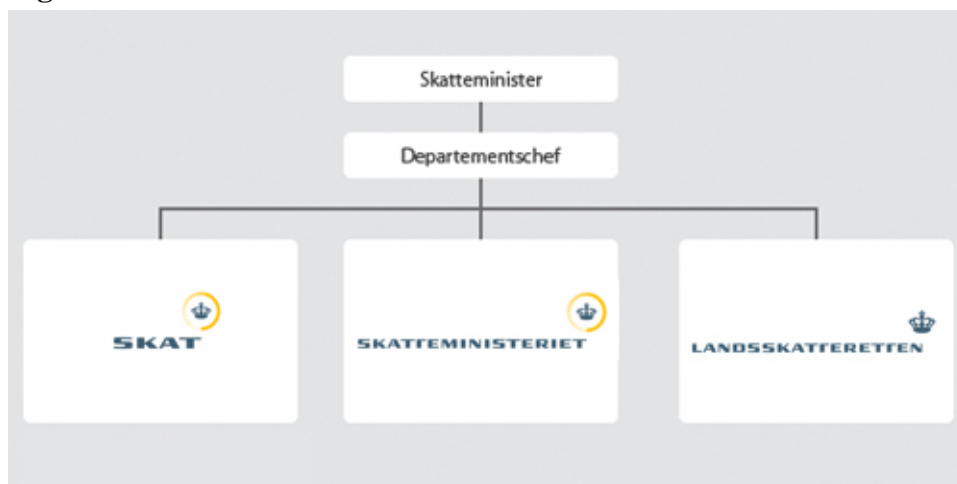 Skatteminister
Departementschef
SKAT
SKATTEMINISTERIET
LANDSSKATTERETTEN